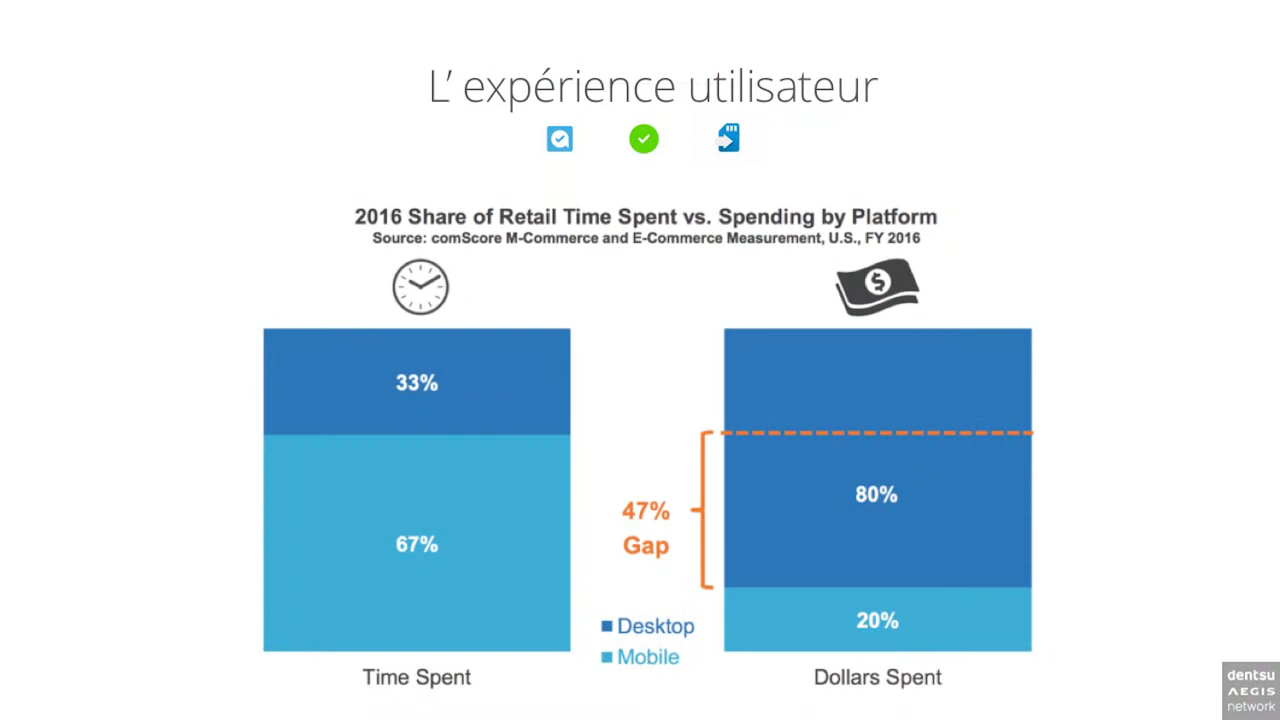 L’ expérience utilisateur
2016 Share of Retail Time Spent vs. Spending by Platform
Source: comScore M-Commerce and E-Commerce Measurement, U.S., FY 2016
33%
67%
47%
Gap
80%
20%
Desktop
Mobile
Time Spent
Dollars Spent
dentsu
AEGIS
network